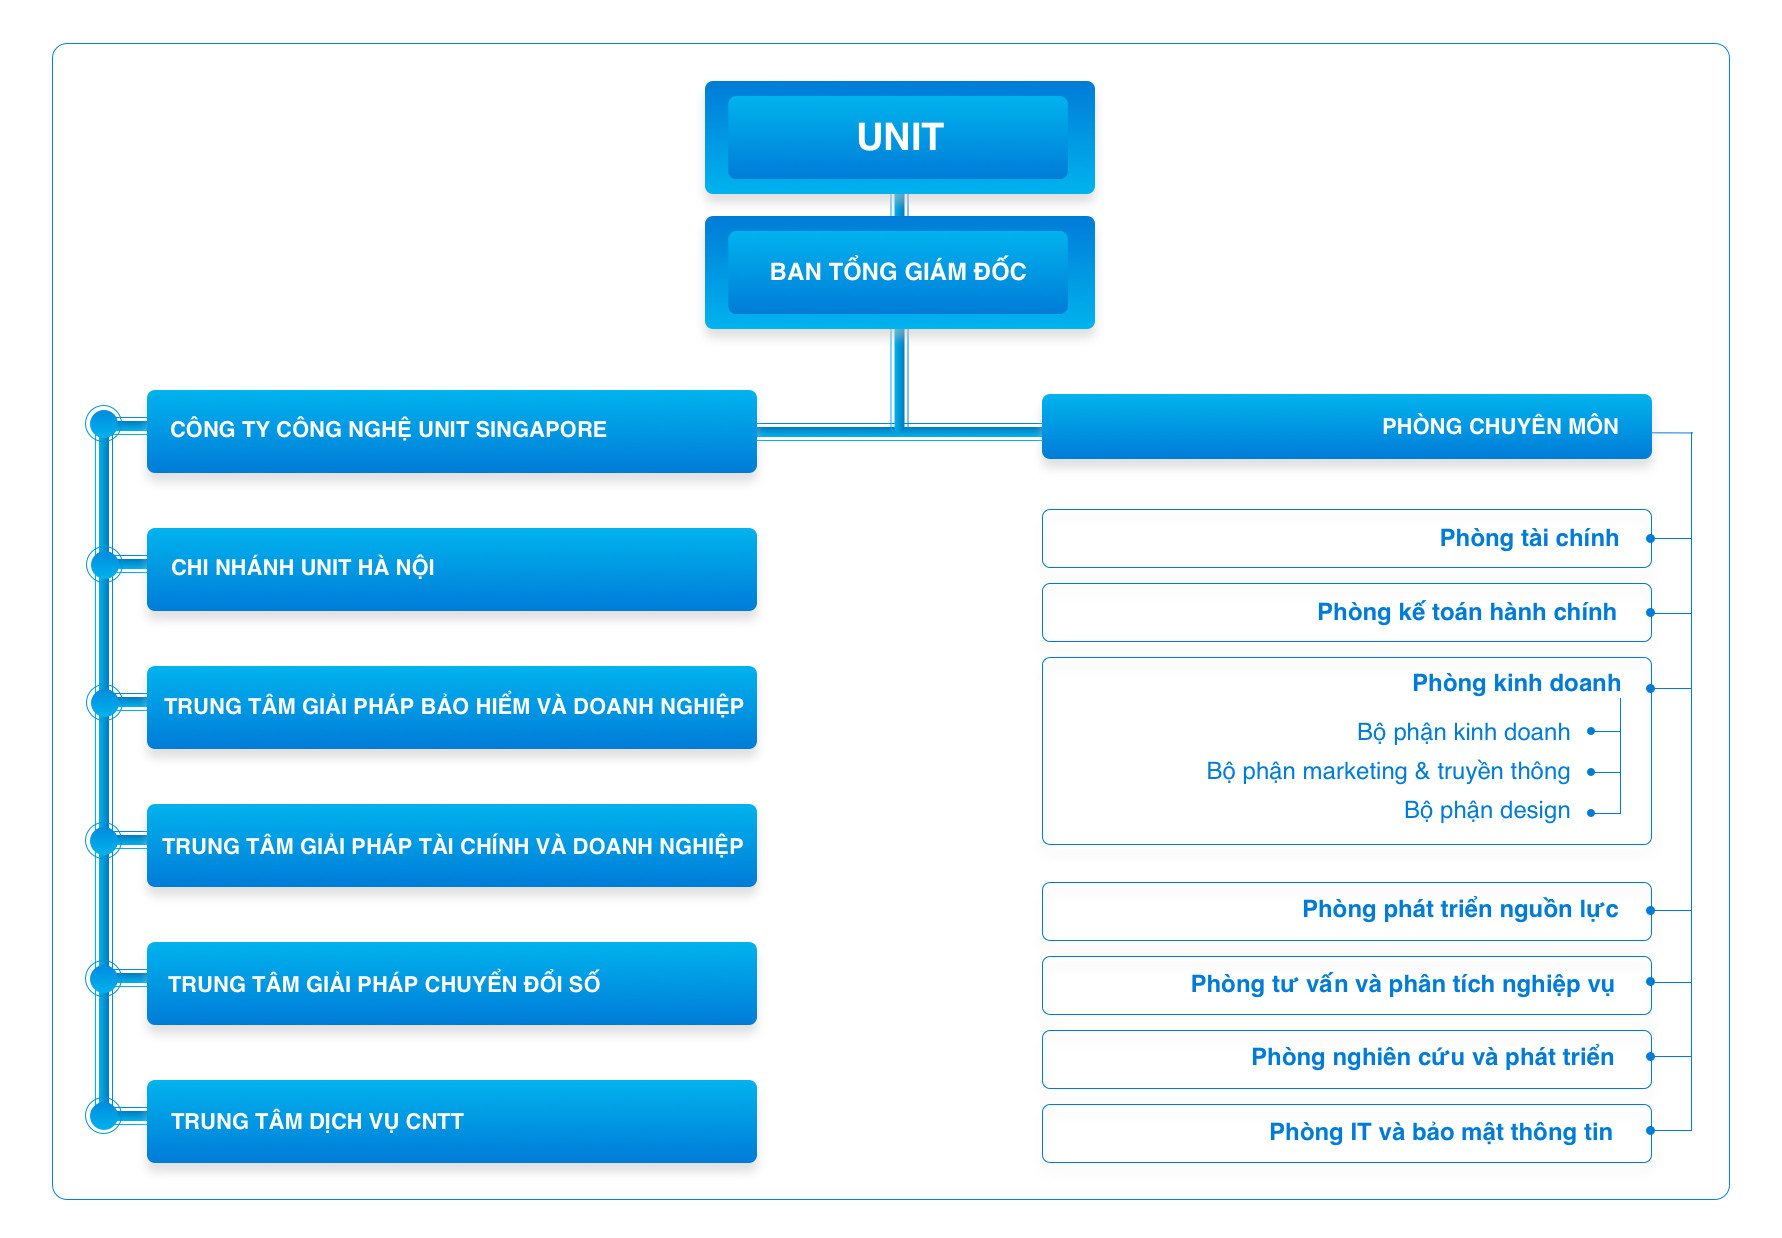 UNIT
BAN TỔNG GIÁM ĐỐC
CÔNG TY CÔNG NGHỆ UNIT SINGAPORE
CHI NHÁNH UNIT HÀ NỘI
TRUNG TÂM GIẢI PHÁP BẢO HIỂM VÀ DOANH NGHIỆP
TRUNG TÂM GIẢI PHÁP TÀI CHÍNH VÀ DOANH NGHIỆP
TRUNG TÂM GIẢI PHÁP CHUYỂN ĐỔI SỐ
TRUNG TÂM DỊCH VỤ CNTT
PHÒNG CHUYÊN MÔN
Phòng tài chính
Phòng kế toán hành chính
Phòng kinh doanh
Bộ phận kinh doanh
Bộ phận marketing & truyền thông
Bộ phận design
Phòng phát triển nguồn lực
Phòng tư vấn và phân tích nghiệp vụ
Phòng nghiên cứu và phát triển
Phòng IT và bảo mật thông tin